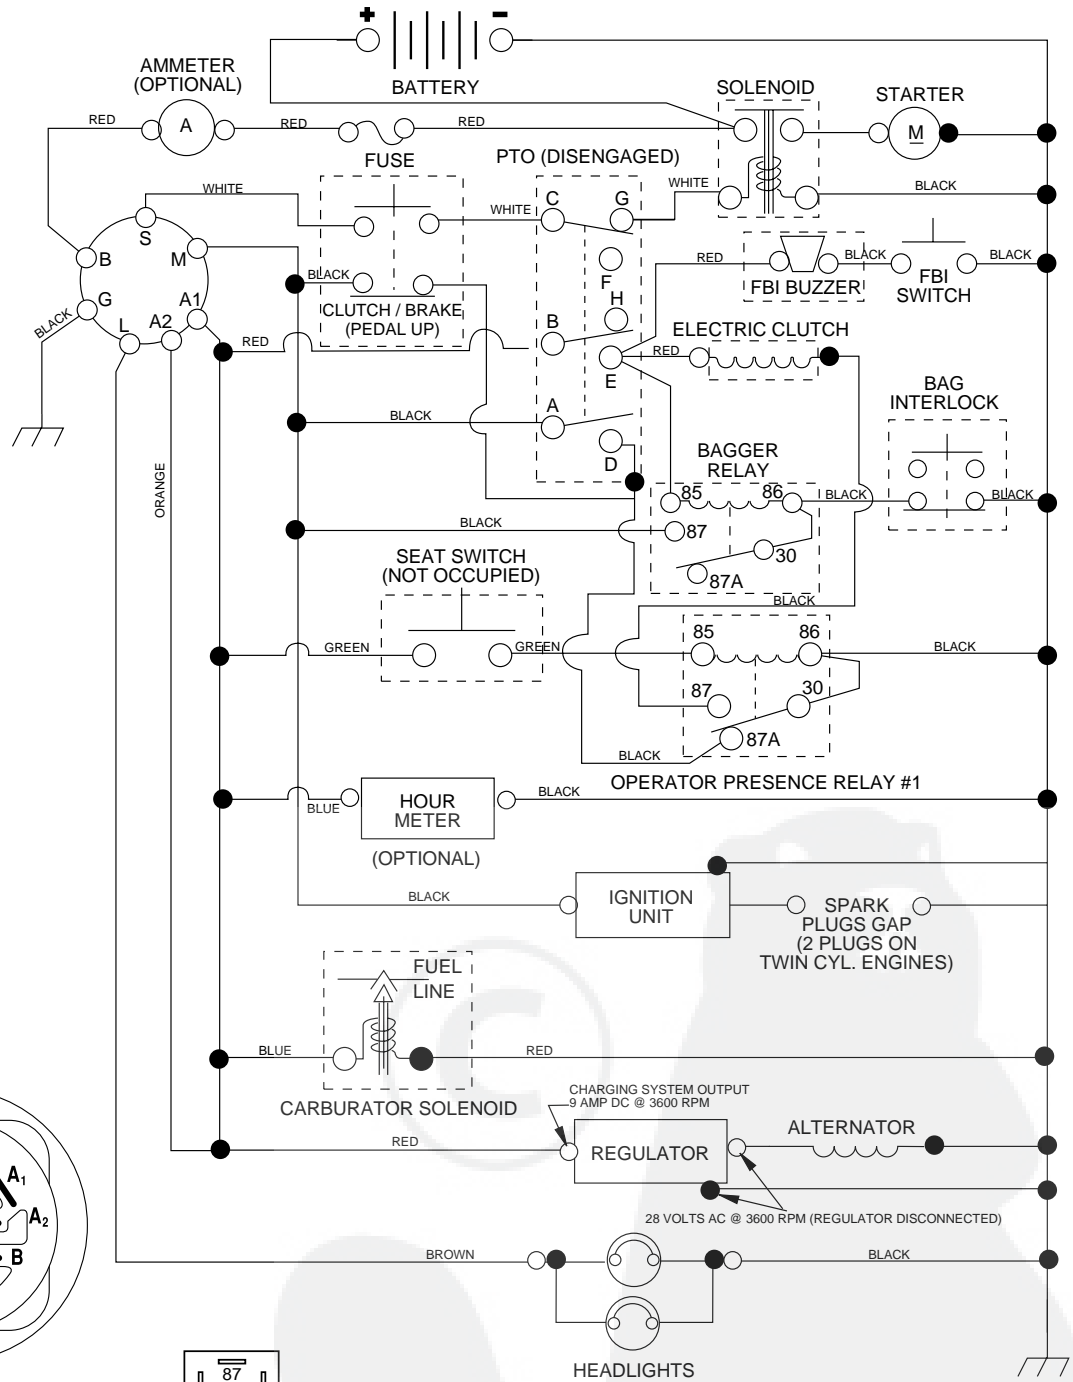 + -
BATTERY
AMMETER
(OPTIONAL)
RED
A
RED
RED
FUSE
SOLENOID
STARTER
M
PTO (DISENGAGED)
WHITE
WHITE
WHITE
BLACK
C
G
S
B
M
G
A1
L
A2
F
H
B
E
A
D
BLACK
CLUTCH / BRAKE
(PEDAL UP)
RED
BLACK
BLACK
FBI BUZZER
FBI
SWITCH
BLACK
RED
ELECTRIC CLUTCH
RED
BAG
INTERLOCK
BLACK
BAGGER
RELAY
85
86
BLACK
BLACK
87
30
87A
BLACK
ORANGE
BLACK
SEAT SWITCH
(NOT OCCUPIED)
GREEN
GREEN
85
86
BLACK
87
30
87A
BLACK
OPERATOR PRESENCE RELAY #1
BLUE
HOUR
METER
BLACK
(OPTIONAL)
BLACK
IGNITION
UNIT
SPARK
PLUGS GAP
(2 PLUGS ON
TWIN CYL. ENGINES)
FUEL
LINE
BLUE
RED
CARBURATOR SOLENOID
CHARGING SYSTEM OUTPUT
9 AMP DC @ 3600 RPM
RED
REGULATOR
ALTERNATOR
28 VOLTS AC @ 3600 RPM (REGULATOR DISCONNECTED)
A1
A2
B
BROWN
BLACK
HEADLIGHTS
87
©